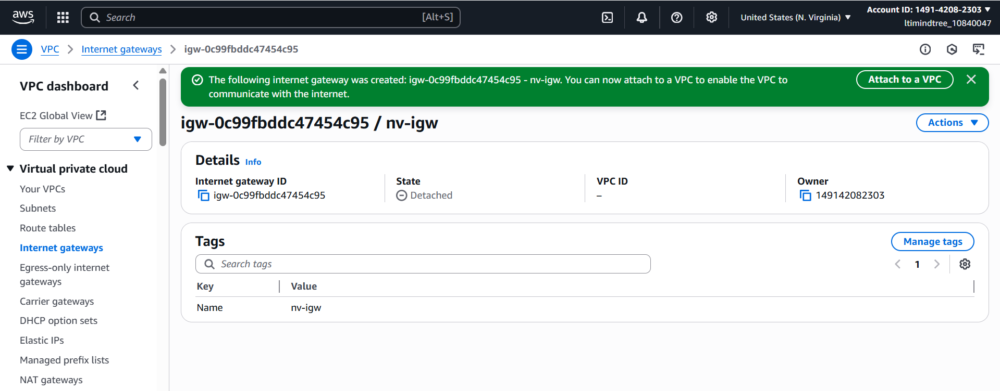 aws
Search
[Alt+S]
United States (N. Virginia)
Account ID: 1491-4208-2303
ltimindtree_10840047
VPC
Internet gateways
igw-0c99fbddc47454c95
VPC dashboard
EC2 Global View
Filter by VPC
Virtual private cloud
Your VPCs
Subnets
Route tables
Internet gateways
Egress-only internet
gateways
Carrier gateways
DHCP option sets
Elastic IPs
Managed prefix lists
NAT gateways
The following internet gateway was created: igw-0c99fbddc47454c95 - nv-igw. You can now attach to a VPC to enable the VPC to
communicate with the internet.
Attach to a VPC
igw-0c99fbddc47454c95 / nv-igw
Actions
Details Info
Internet gateway ID
igw-0c99fbddc47454c95
State
Detached
VPC ID
–
Owner
149142082303
Tags
Manage tags
Search tags
1
Key Value
Name nv-igw